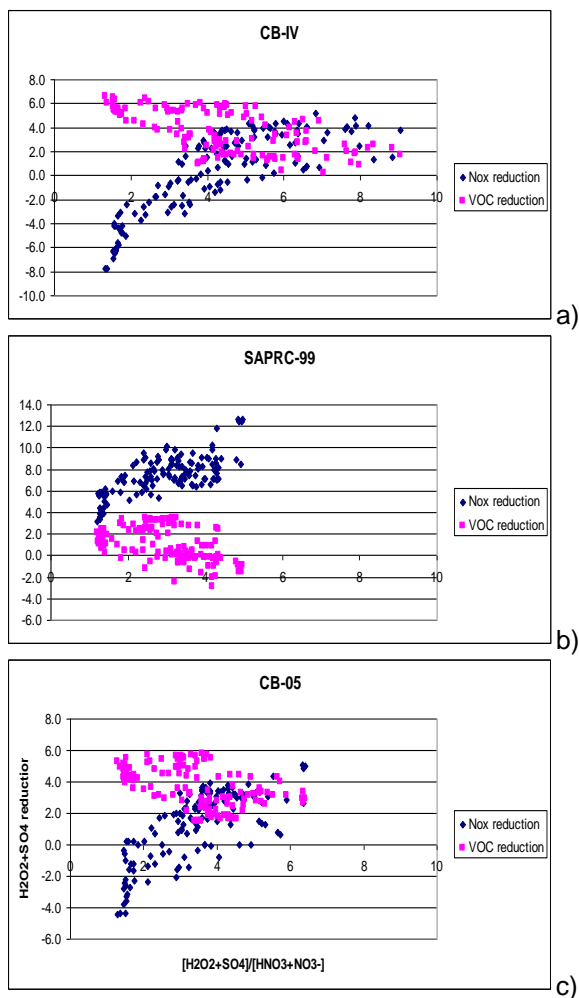 CB-IV
8.0
6.0
4.0
2.0
0.0
-2.0
-4.0
-6.0
-8.0
-10.0
0 2 4 6 8 10
Nox reduction
VOC reduction
a)
SAPRC-99
14.0
12.0
10.0
8.0
6.0
4.0
2.0
0.0
-2.0
-4.0
-6.0
0 2 4 6 8 10
Nox reduction
VOC reduction
b)
CB-05
H2O2+SO4 reductior
8.0
6.0
4.0
2.0
0.0
-2.0
-4.0
-6.0
0 2 4 6 8 10
Nox reduction
VOC reduction
[H2O2+SO4]/[HNO3+NO3-]
c)